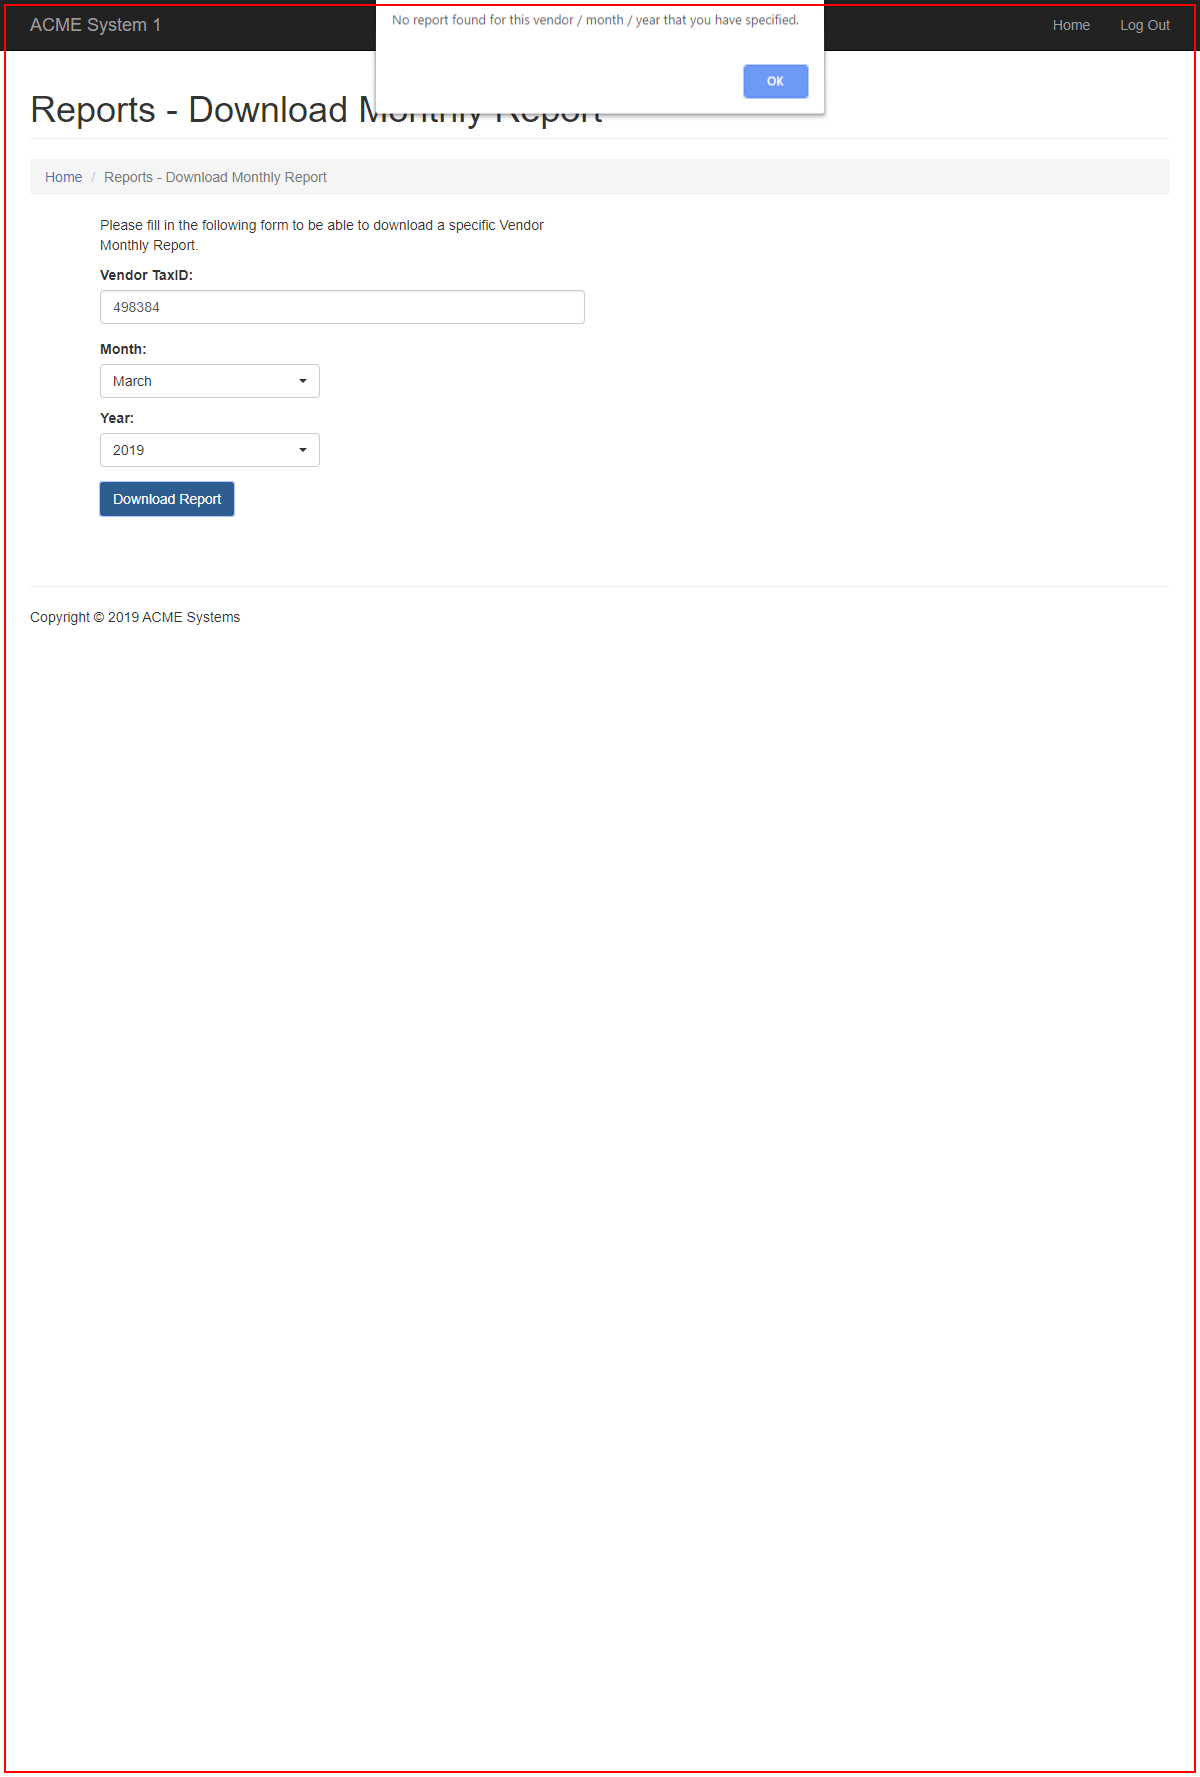 ACME System 1
No report found for this vendor / month / year that you have specified.
Home
Log Out
OK
Reports - Download Monthly Report
Home / Reports - Download Monthly Report
Please fill in the following form to be able to download a specific Vendor
Monthly Report.
Vendor TaxID:
498384
Month:
March
Year:
2019
Download Report
Copyright © 2019 ACME Systems